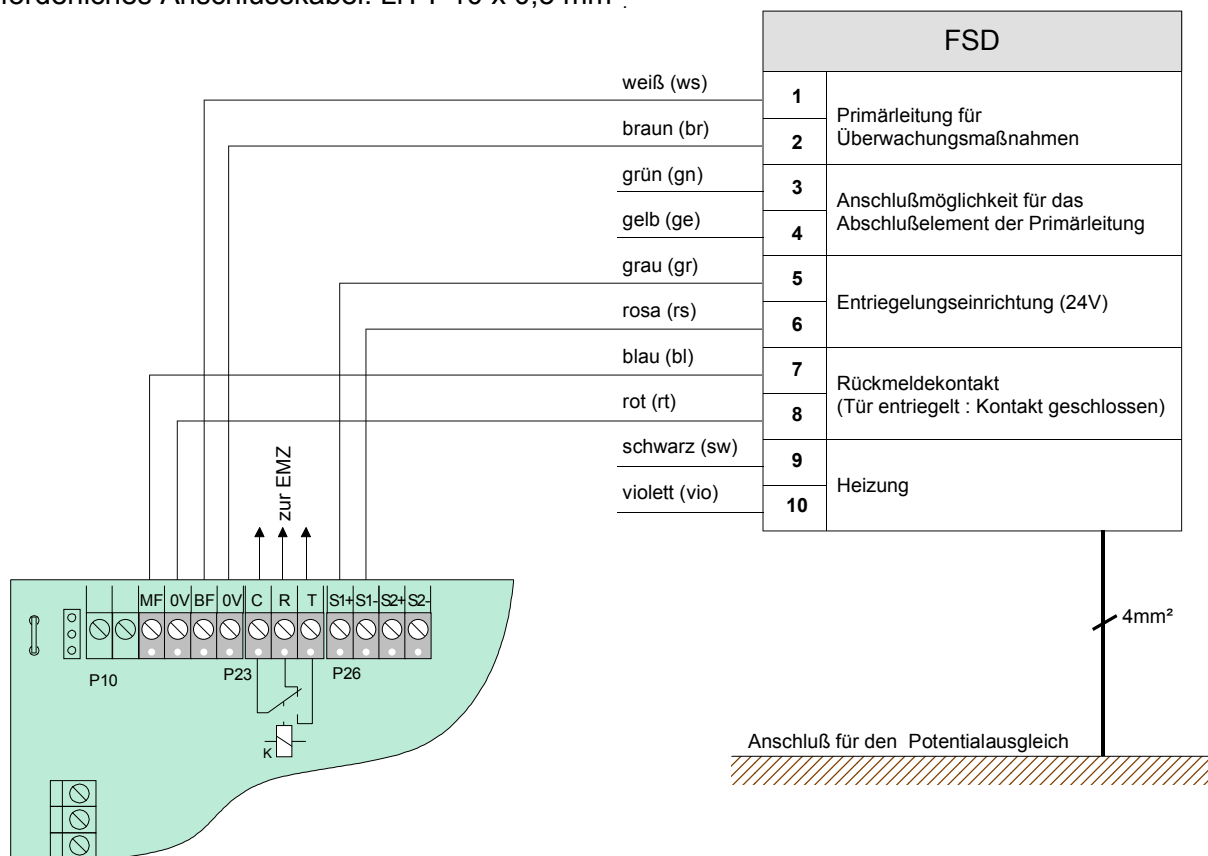 Anschlusskabel:
FSD
weiß (ws)
1
Primärleitung für
Überwachungsmaßnahmen
braun (br)
2
grün (gn)
3
Anschlußmöglichkeit für das
Abschlußelement der Primärleitung
gelb (ge)
4
grau (gr)
5
Entriegelungseinrichtung (24V)
rosa (rs)
6
blau (bl)
7
Rückmeldekontakt
(Tür entriegelt : Kontakt geschlossen)
rot (rt)
8
schwarz (sw)
9
Heizung
violett (vio)
10
zur EMZ
MF 0V BF 0V C R T S1+ S1- S2+ S2-
P10
P23
P26
K
4mm²
Anschluß für den Potentialausgleich